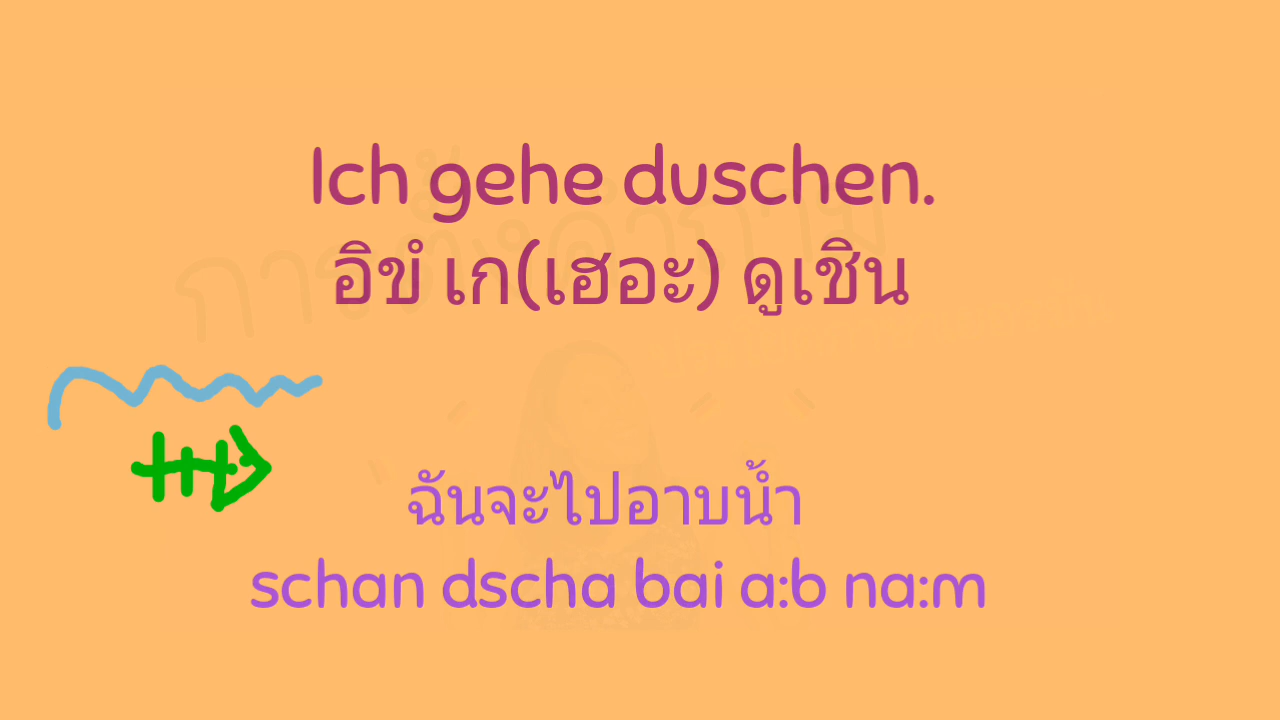 Ich gehe duschen.
อิขํ เก(เฮอะ) ดูเชิน
ฉันจะไปอาบน้ำ
schan dscha bai a:b na:m